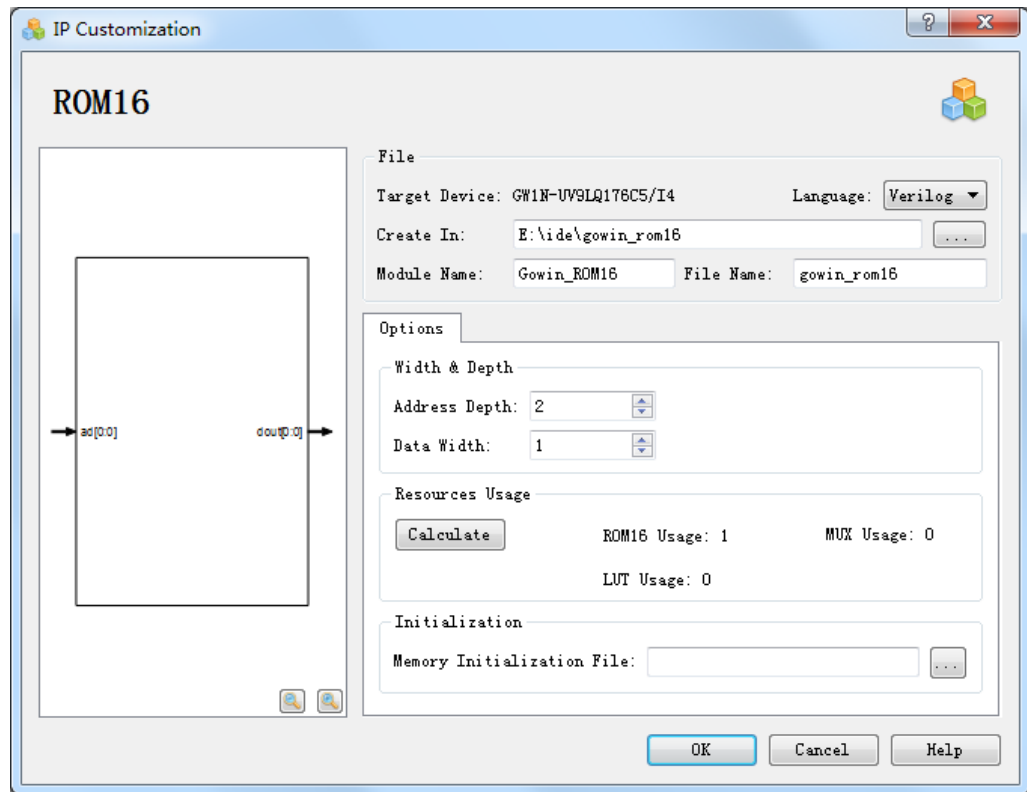 IP Customization
ROM16
File
Target Device: GW1N-UV9LQ176C5/I4 Language: Verilog
Create In: E:\ide\gowin_rom16 ...
Module Name: Gowin_ROM16 File Name: gowin_rom16
Options
Width & Depth
Address Depth: 2
ad[0:0] dout[0:0]
Data Width: 1
Resources Usage
Calculate ROM16 Usage: 1 MUX Usage: 0
LUT Usage: 0
Initialization
Memory Initialization File: ...
OK Cancel Help